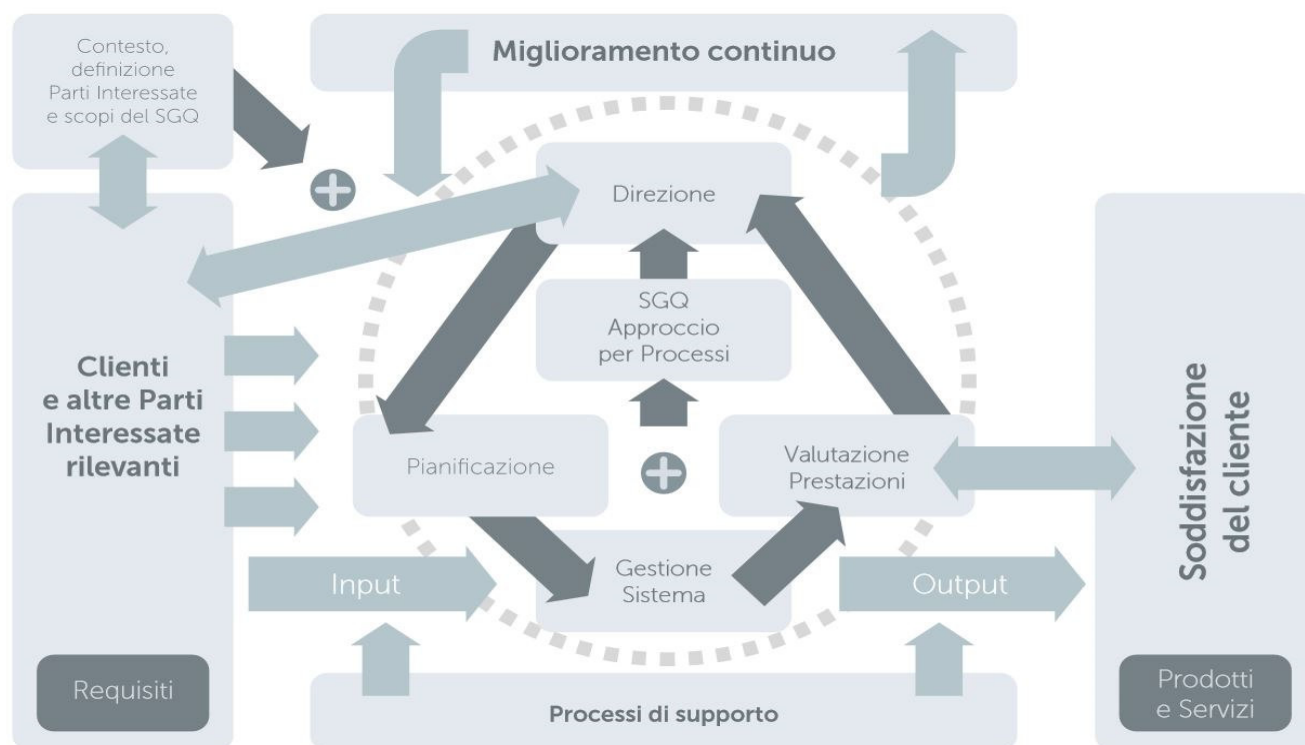 Contesto,
definizione
Parti Interessate
e scopi del SGQ
Miglioramento continuo
Direzione
SGQ
Approccio
per Processi
Clienti
e altre Parti
Interessate
rilevanti
Pianificazione
Valutazione
Prestazioni
Soddisfazione
del cliente
Input
Gestione
Sistema
Output
Requisiti
Processi di supporto
Prodotti
e Servizi